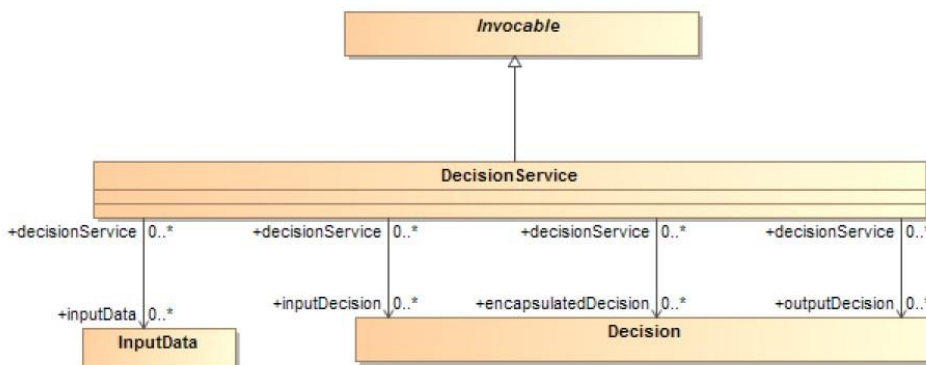 Invocable
DecisionService
+decisionService 0..* +decisionService 0..* +decisionService 0..* +decisionService 0..*
+inputData 0..* +inputDecision 0..* +encapsulatedDecision 0..* +outputDecision 0..*
InputData Decision